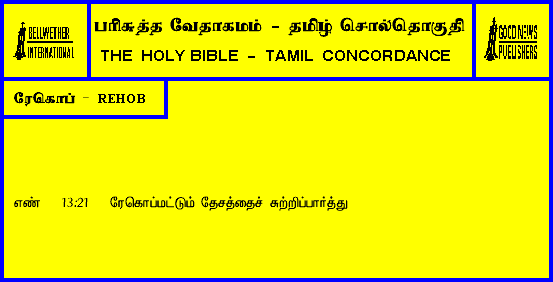 BELLWETHER
INTERNATIONAL
பரிசுத்த வேதாகமம் - தமிழ் சொல்தொகுதி
THE HOLY BIBLE - TAMIL CONCORDANCE
GOOD NEWS
PUBLISHERS
ரேகொப் - REHOB
எண் 13:21 ரேகொப்மட்டும் தேசத்தைச் சுற்றிப்பார்த்து